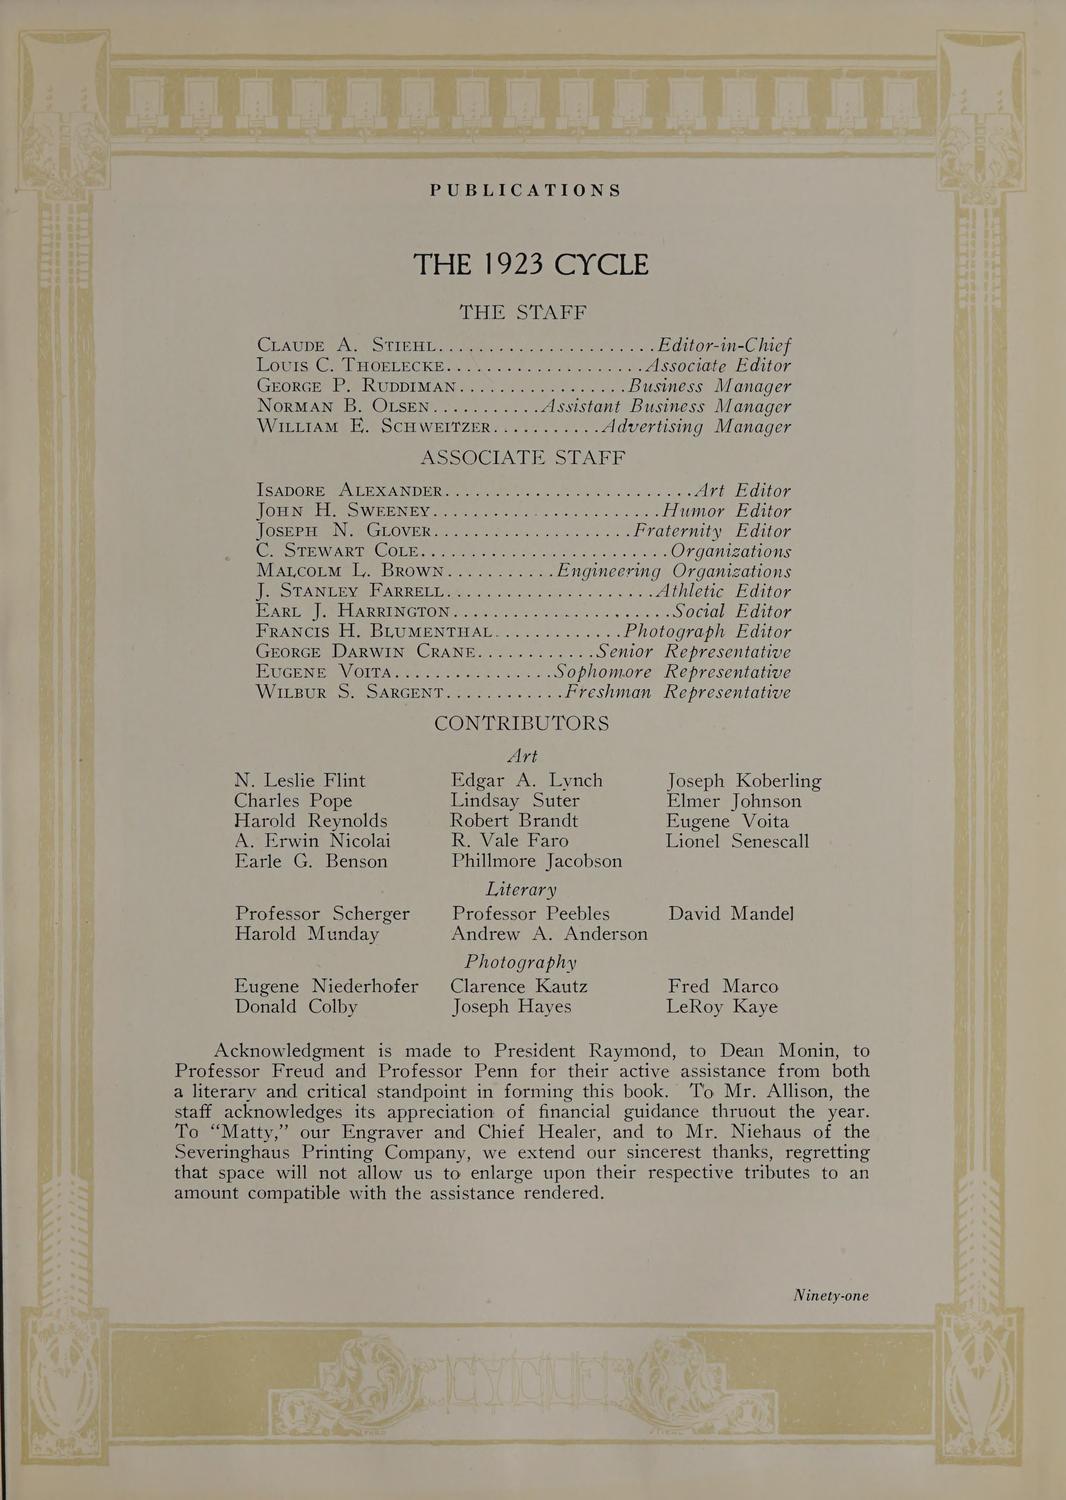 PUBLICATIONS
THE 1923 CYCLE
THE STAFF
CLAUDE A. STIEHL......................Editor-in-Chief
LOUIS C. THOELECKE....................Associate Editor
GEORGE P. RUDDIMAN.................Business Manager
NORMAN B. OLSEN...........Assistant Business Manager
WILLIAM E. SCHWEITZER...........Advertising Manager
ASSOCIATE STAFF
ISADORE ALEXANDER.........................Art Editor
JOHN H. SWEENEY.......................Humor Editor
JOSEPH N. GLOVER....................Fraternity Editor
C. STEWART COLE.........................Organizations
MALCOLM L. BROWN...........Engineering Organizations
J. STANLEY FARRELL.....................Athletic Editor
EARL J. HARRINGTON......................Social Editor
FRANCIS H. BLUMENTHAL.............Photograph Editor
GEORGE DARWIN CRANE............Senior Representative
EUGENE VOITA................Sophomore Representative
WILBUR S. SARGENT............Freshman Representative
CONTRIBUTORS
Art
N. Leslie Flint Edgar A. Lynch Joseph Koberling
Charles Pope Lindsay Suter Elmer Johnson
Harold Reynolds Robert Brandt Eugene Voita
A. Erwin Nicolai R. Vale Faro Lionel Senescall
Earle G. Benson Phillmore Jacobson
Literary
Professor Scherger Professor Peebles David Mandel
Harold Munday Andrew A. Anderson
Photography
Eugene Niederhofer Clarence Kautz Fred Marco
Donald Colby Joseph Hayes LeRoy Kaye
Acknowledgment is made to President Raymond, to Dean Monin, to
Professor Freud and Professor Penn for their active assistance from both
a literary and critical standpoint in forming this book. To Mr. Allison, the
staff acknowledges its appreciation of financial guidance thruout the year.
To "Matty," our Engraver and Chief Healer, and to Mr. Niehaus of the
Severinghaus Printing Company, we extend our sincerest thanks, regretting
that space will not allow us to enlarge upon their respective tributes to an
amount compatible with the assistance rendered.
Ninety-one
CYCLE